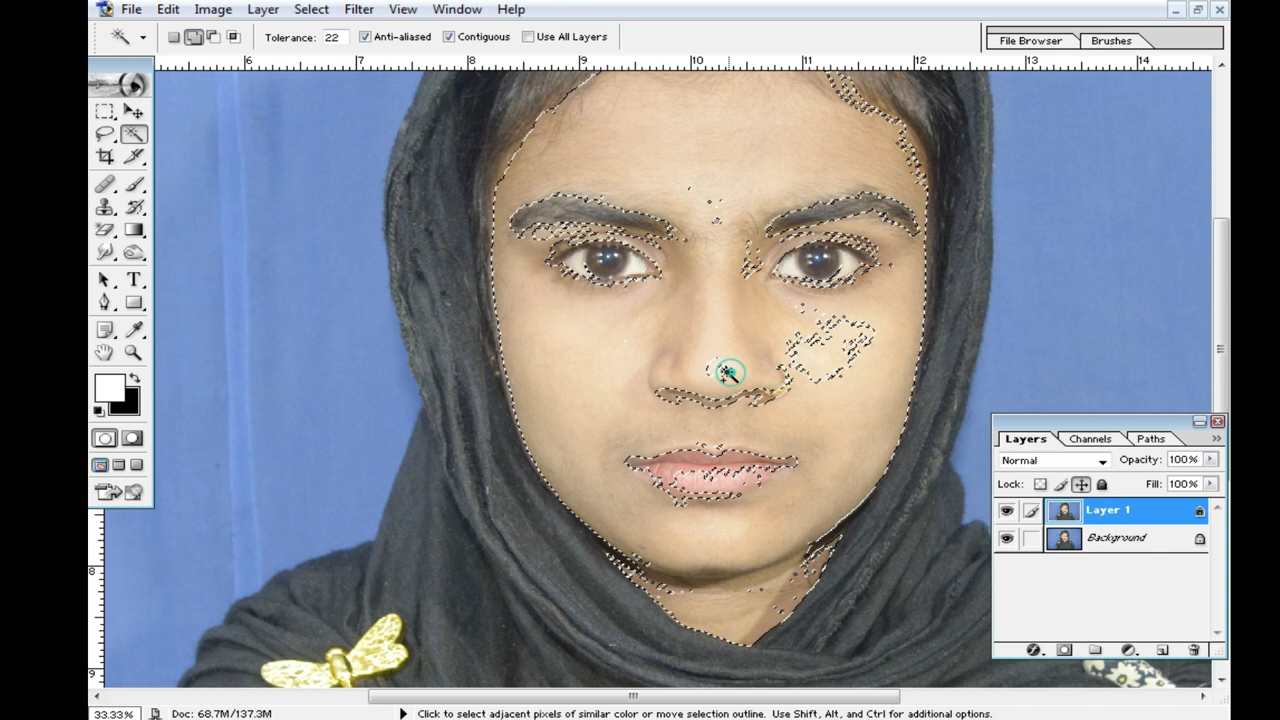 File Edit Image Layer Select Filter View Window Help
Tolerance: 22 Anti-aliased Contiguous Use All Layers
File Browser Brushes
6 7 8 9 10 11 12 13 14
T
8
9
Layers Channels Paths
Normal Opacity: 100%
Lock: Fill: 100%
Layer 1
Background
33.33% Doc: 68.7M/137.3M Click to select adjacent pixels of similar color or move selection outline. Use Shift, Alt, and Ctrl for additional options.